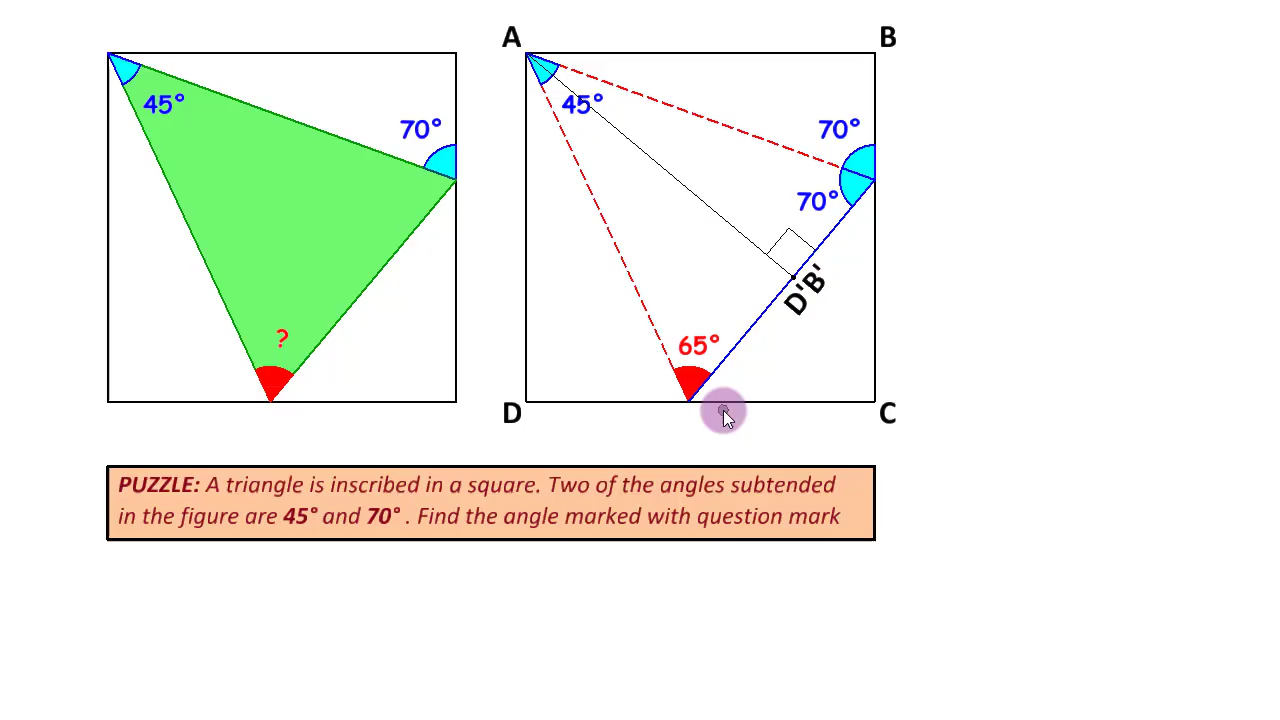 A
B
45°
70°
45°
70°
70°
D'B'
?
65°
D
C
PUZZLE: A triangle is inscribed in a square. Two of the angles subtended
in the figure are 45° and 70° . Find the angle marked with question mark